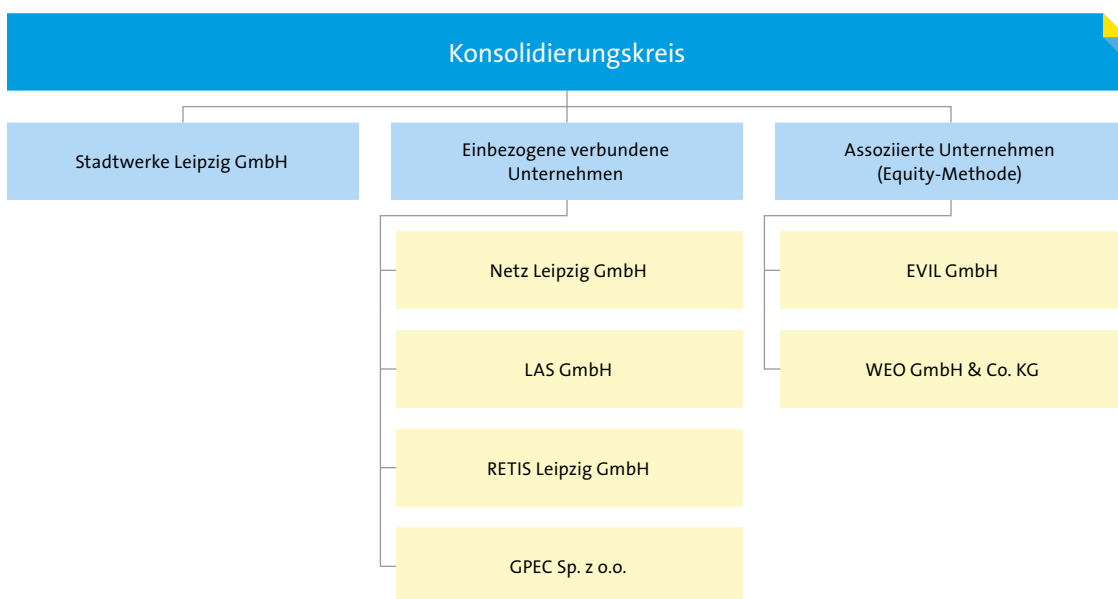 Konsolidierungskreis
Stadtwerke Leipzig GmbH
Einbezogene verbundene
Unternehmen
Assoziierte Unternehmen
(Equity-Methode)
Netz Leipzig GmbH
LAS GmbH
RETIS Leipzig GmbH
GPEC Sp. z o.o.
EVIL GmbH
WEO GmbH & Co. KG